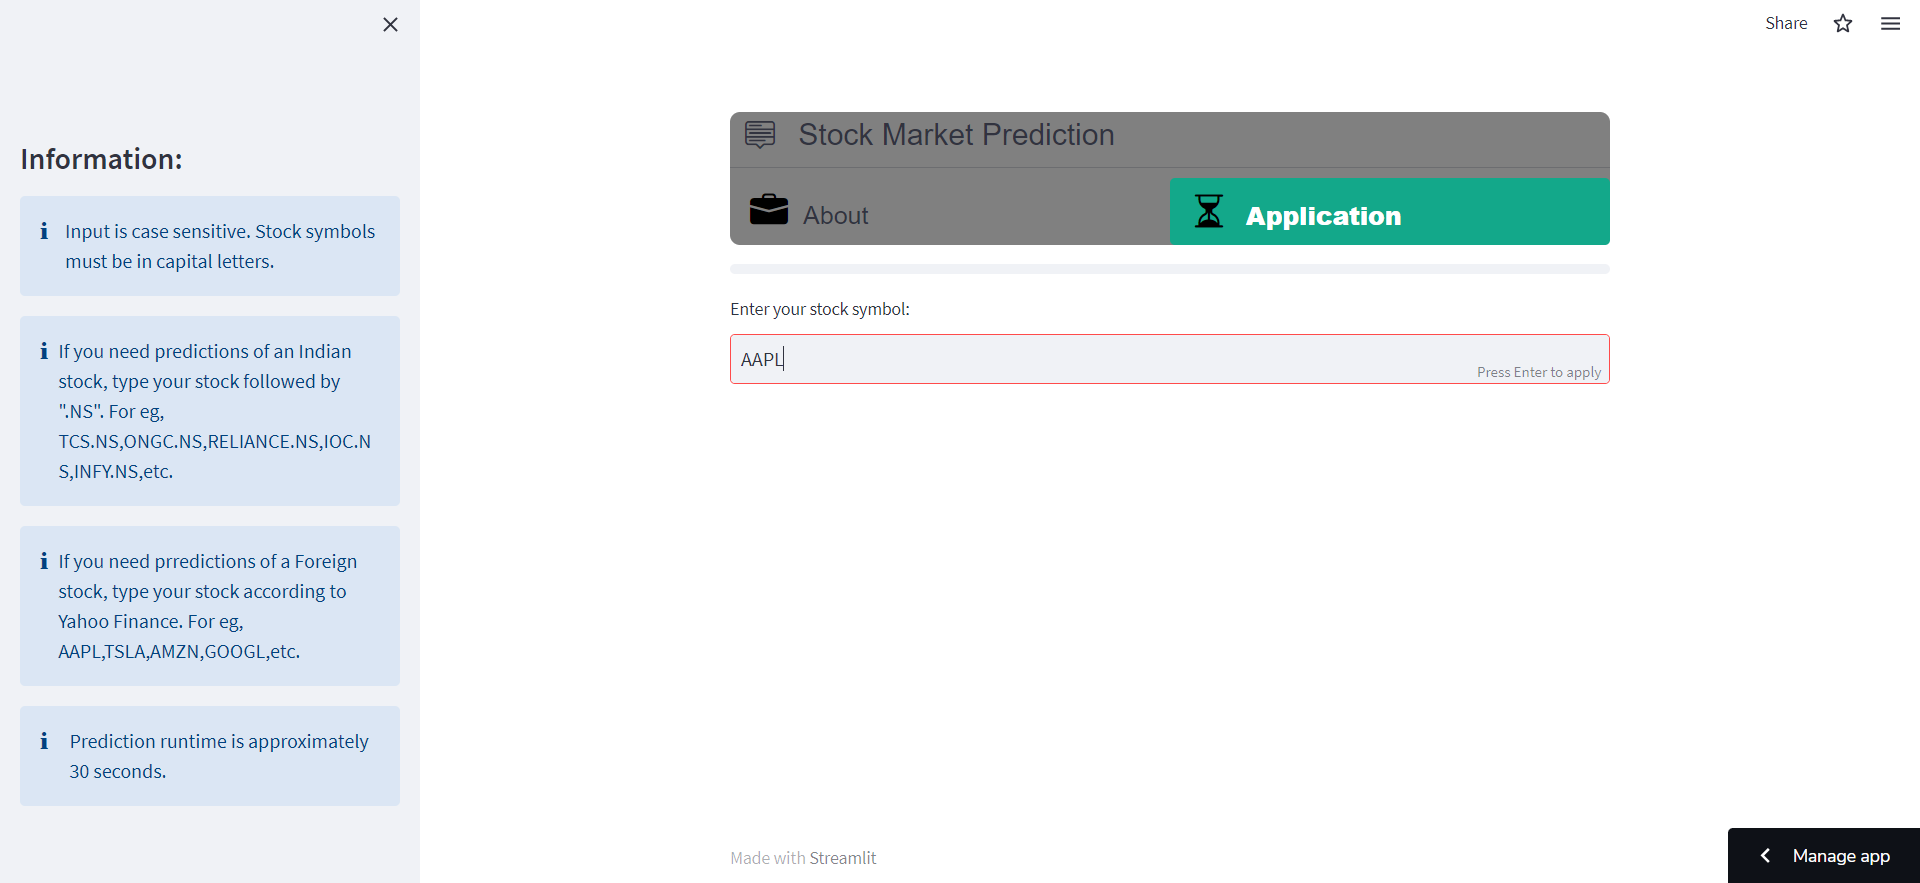 Share
Information:
Input is case sensitive. Stock symbols
must be in capital letters.
If you need predictions of an Indian
stock, type your stock followed by
".NS". For eg,
TCS.NS,ONGC.NS,RELIANCE.NS,IOC.N
S,INFY.NS,etc.
If you need prredictions of a Foreign
stock, type your stock according to
Yahoo Finance. For eg,
AAPL,TSLA,AMZN,GOOGL,etc.
Prediction runtime is approximately
30 seconds.
Stock Market Prediction
About
Application
Enter your stock symbol:
AAPL
Press Enter to apply
Made with Streamlit
Manage app